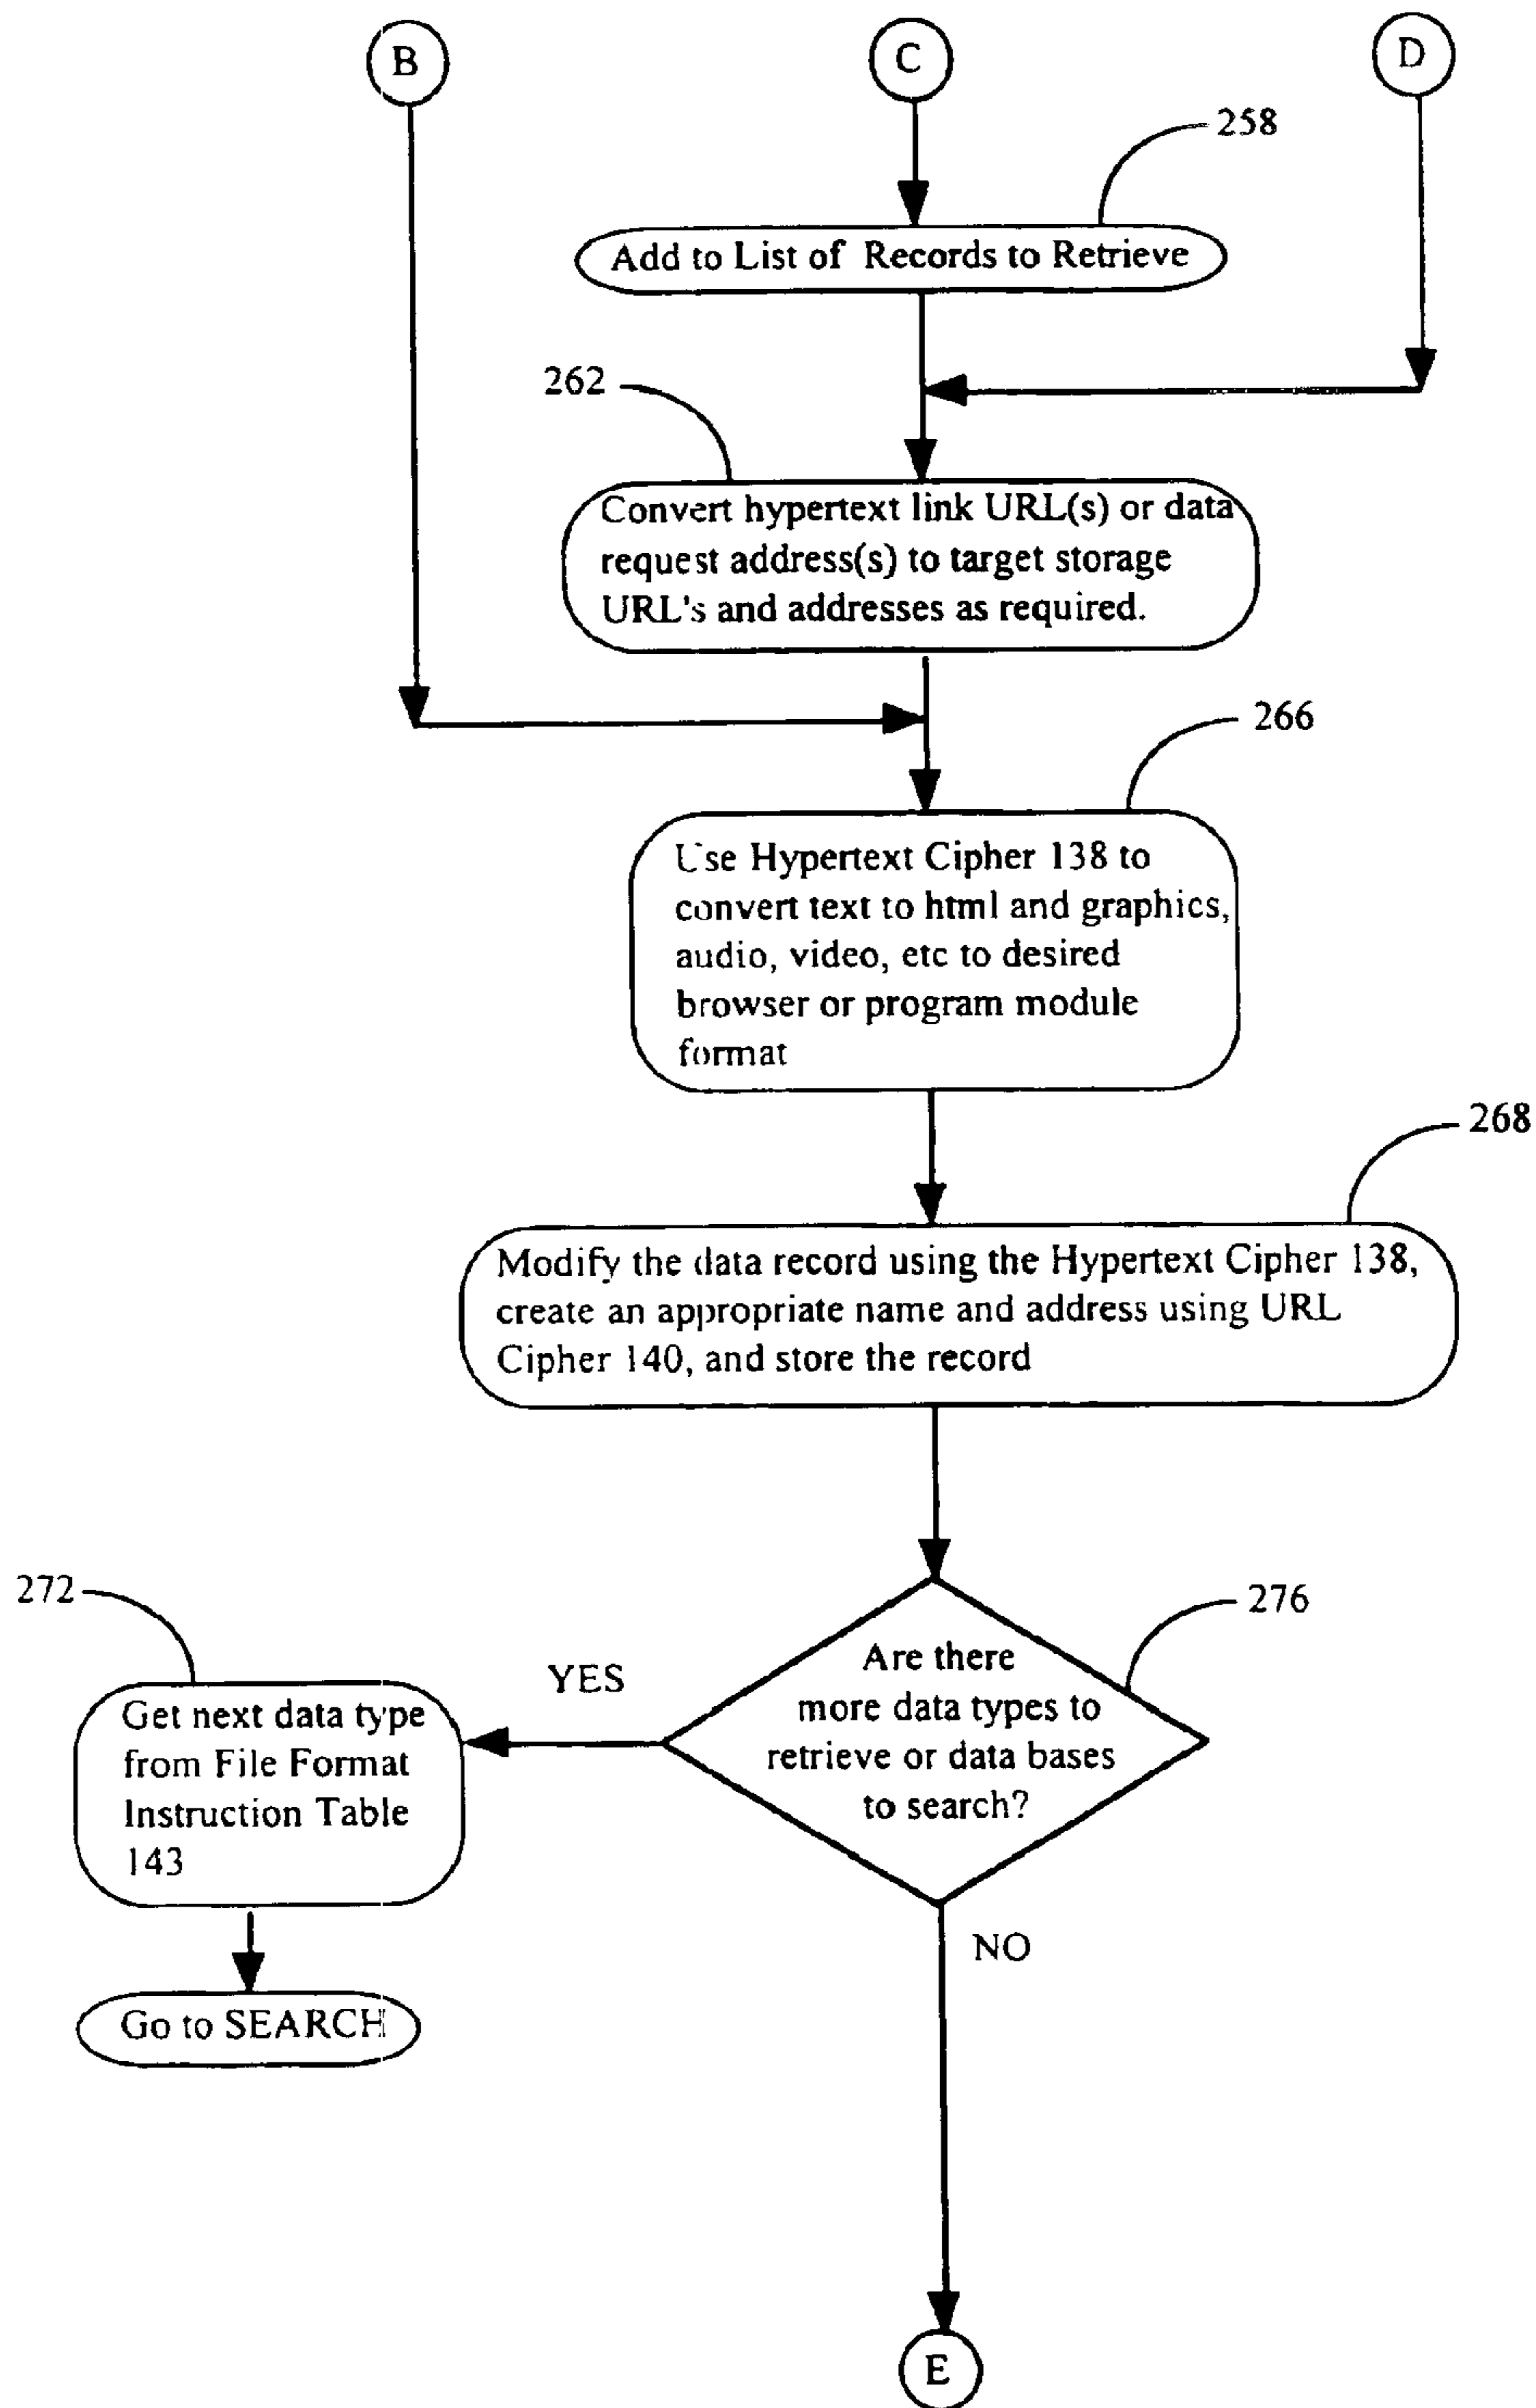 B
C
D
258
Add to List of Records to Retrieve
262
Convert hypertext link URL(s) or data
request address(s) to target storage
URL's and addresses as required.
266
Use Hypertext Cipher 138 to
convert text to html and graphics,
audio, video, etc to desired
browser or program module
format
268
Modify the data record using the Hypertext Cipher 138,
create an appropriate name and address using URL
Cipher 140, and store the record
272
276
YES
Are there
more data types to
retrieve or data bases
to search?
Get next data type
from File Format
Instruction Table
143
NO
Go to SEARCH
E